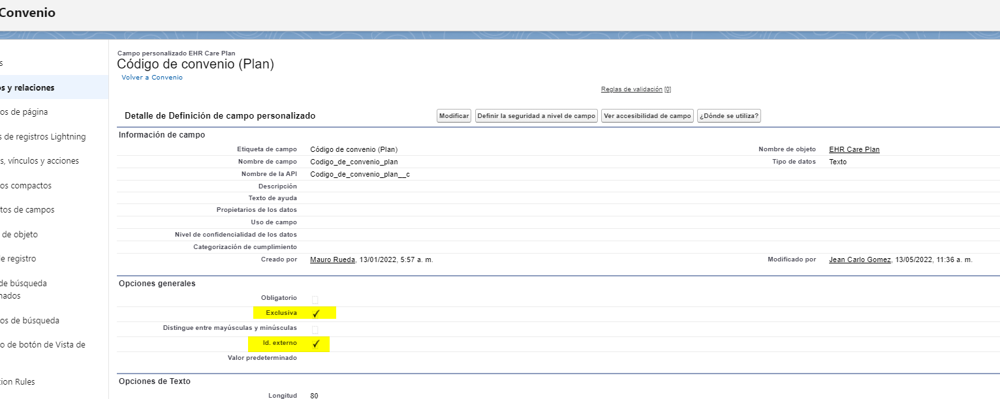 Convenio
s
Campo personalizado EHR Care Plan
Código de convenio (Plan)
Volver a Convenio
os y relaciones
Reglas de validación [0]
os de página
Detalle de Definición de campo personalizado
Modificar Definir la seguridad a nivel de campo Ver accesibilidad de campo ¿Dónde se utiliza?
s de registros Lightning
Información de campo
s, vínculos y acciones
Etiqueta de campo Código de convenio (Plan) Nombre de objeto EHR Care Plan
Nombre de campo Codigo_de_convenio_plan Tipo de datos Texto
Nombre de la API Codigo_de_convenio_plan__c
os compactos
Descripción
Texto de ayuda
tos de campos
Propietarios de los datos
Uso de campo
de objeto
Nivel de confidencialidad de los datos
Categorización de cumplimiento
e registro
Creado por Mauro Rueda, 13/01/2022, 5:57 a. m. Modificado por Jean Carlo Gomez, 13/05/2022, 11:36 a. m.
de búsqueda
nados
Opciones generales
Obligatorio
Exclusiva ✓
os de búsqueda
Distingue entre mayúsculas y minúsculas
Id. externo ✓
o de botón de Vista de
Valor predeterminado
ion Rules
Opciones de Texto
Longitud 80